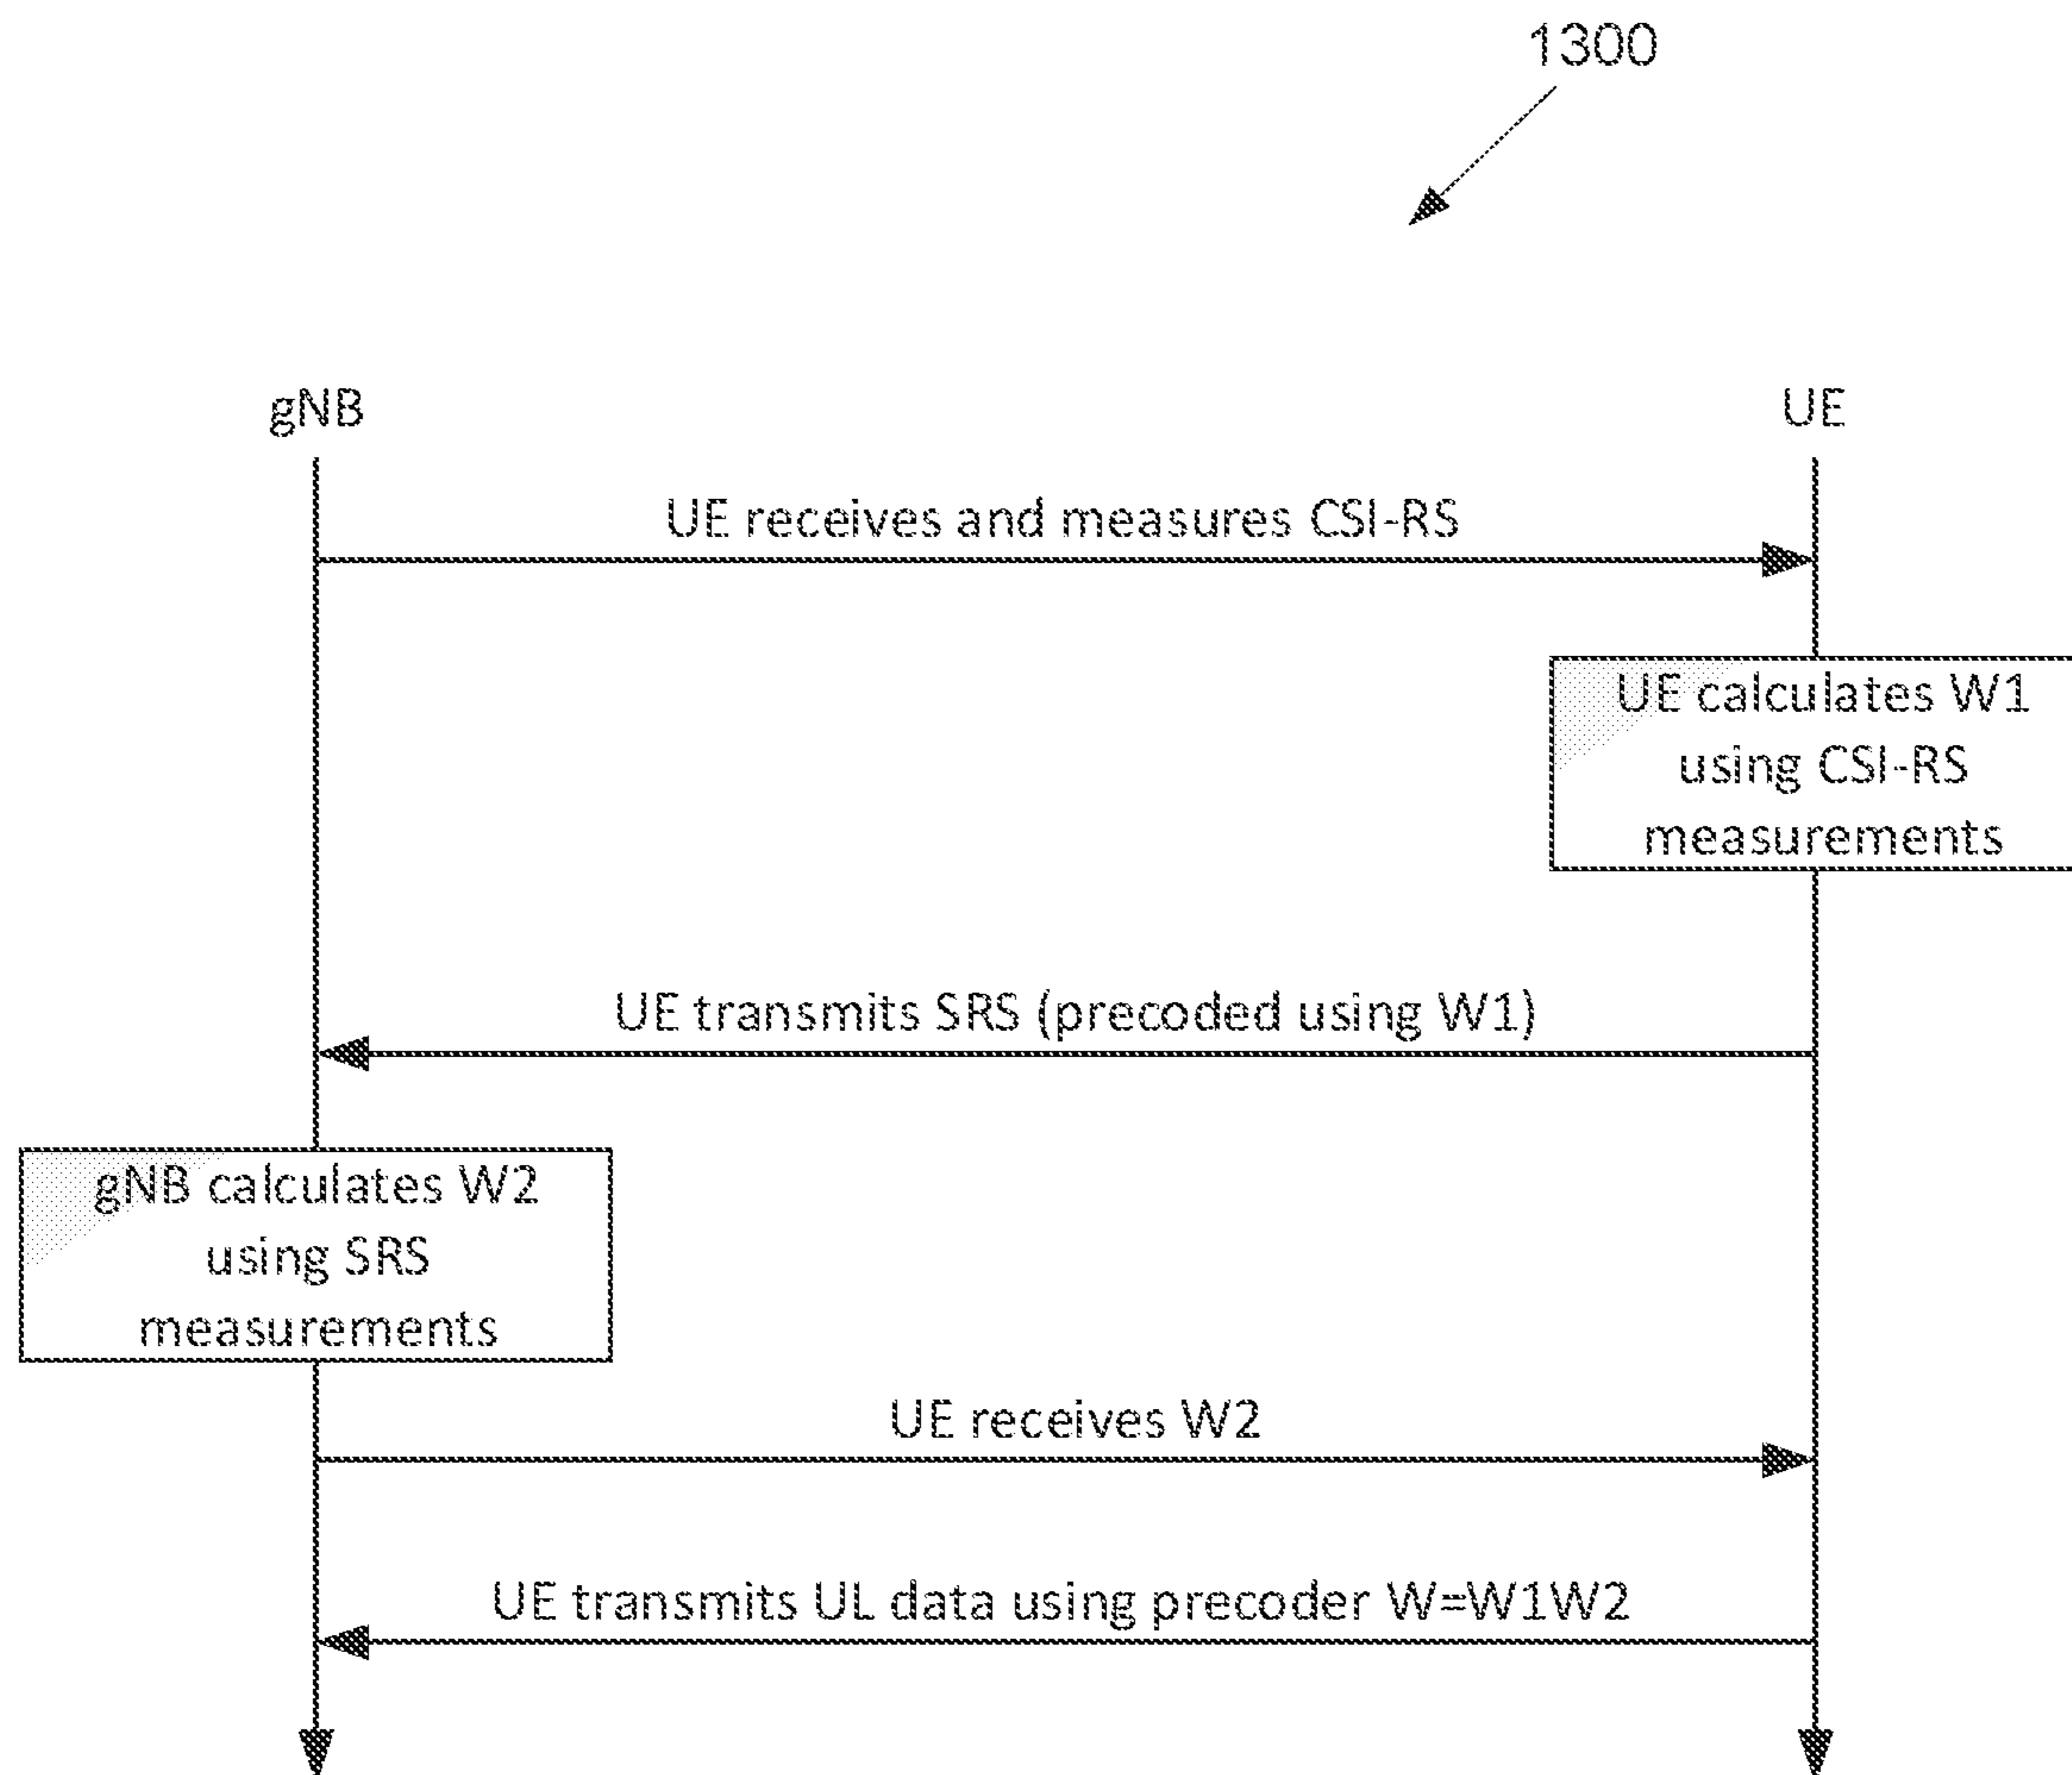 1300
gNB
UE
UE receives and measures CSI-RS
UE calculates W1
using CSI-RS
measurements
UE transmits SRS (precoded using W1)
gNB calculates W2
using SRS
measurements
UE receives W2
UE transmits UL data using precoder W=W1W2